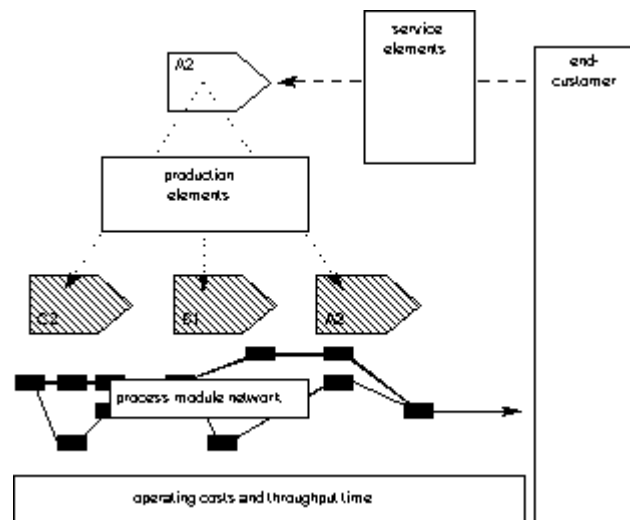 service
elements
end-
customer
A2
production
elements
C2
B1
A2
process module network
operating costs and throughput time